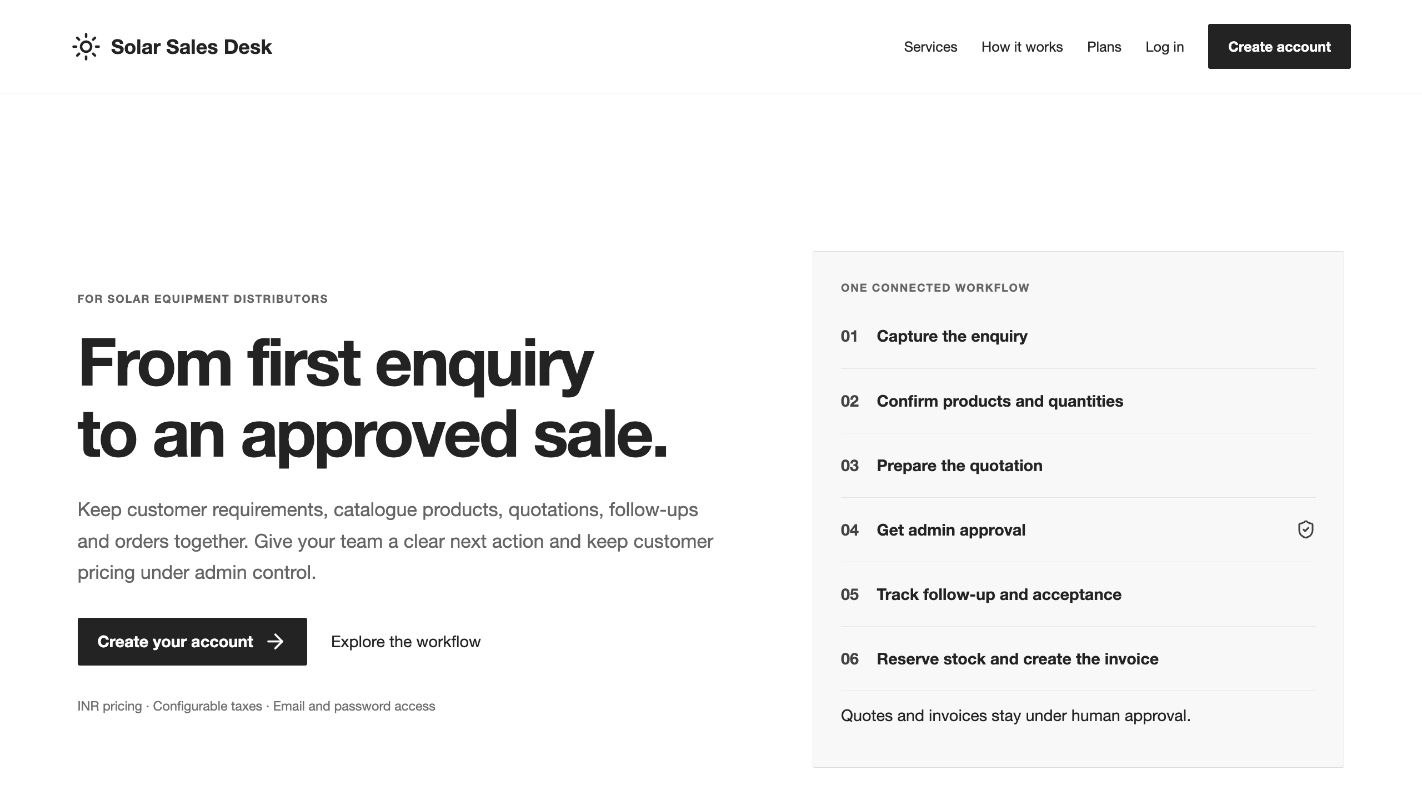 Solar Sales Desk
Services
How it works
Plans
Log in
Create account
FOR SOLAR EQUIPMENT DISTRIBUTORS
From first enquiry
to an approved sale.
Keep customer requirements, catalogue products, quotations, follow-ups
and orders together. Give your team a clear next action and keep customer
pricing under admin control.
Create your account
Explore the workflow
INR pricing · Configurable taxes · Email and password access
ONE CONNECTED WORKFLOW
01 Capture the enquiry
02 Confirm products and quantities
03 Prepare the quotation
04 Get admin approval
05 Track follow-up and acceptance
06 Reserve stock and create the invoice
Quotes and invoices stay under human approval.